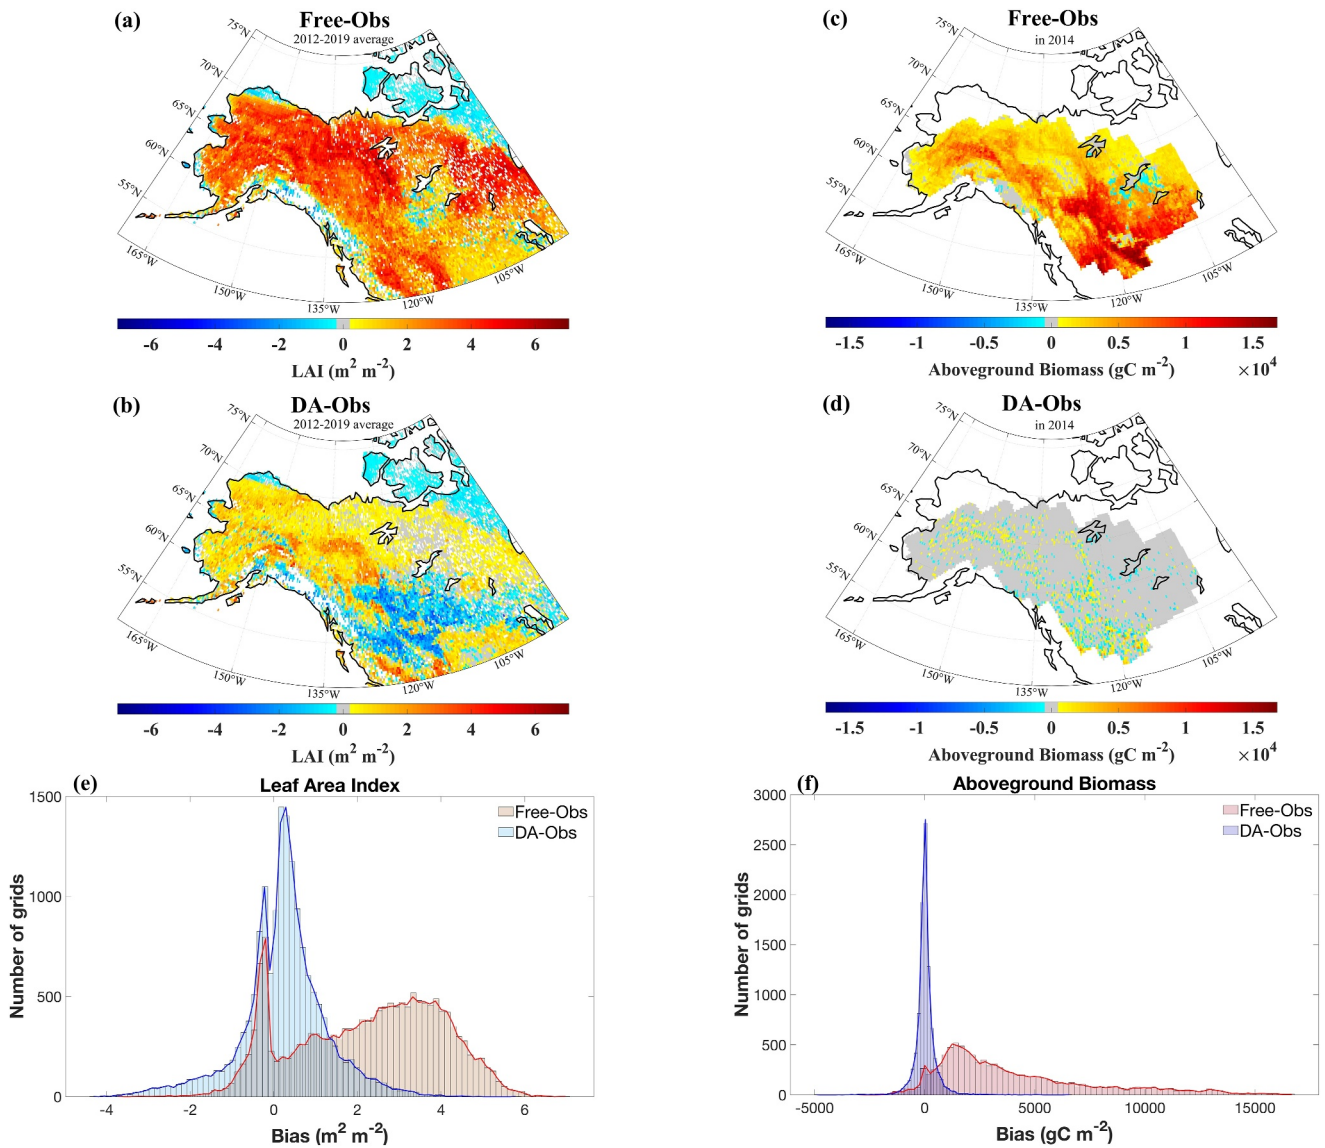 (a)
Free-Obs
2012-2019 average
75°N
70°N
65°N
60°N
55°N
165°W
150°W
135°W
120°W
105°W
-6 -4 -2 0 2 4 6
LAI (m² m⁻²)
(c)
Free-Obs
in 2014
75°N
70°N
65°N
60°N
55°N
165°W
150°W
135°W
120°W
105°W
-1.5 -1 -0.5 0 0.5 1 1.5
Aboveground Biomass (gC m⁻²) ×10⁴
(b)
DA-Obs
2012-2019 average
75°N
70°N
65°N
60°N
55°N
165°W
150°W
135°W
120°W
105°W
-6 -4 -2 0 2 4 6
LAI (m² m⁻²)
(d)
DA-Obs
in 2014
75°N
70°N
65°N
60°N
55°N
165°W
150°W
135°W
120°W
105°W
-1.5 -1 -0.5 0 0.5 1 1.5
Aboveground Biomass (gC m⁻²) ×10⁴
(e)
Leaf Area Index
Free-Obs
DA-Obs
1500
1000
500
0
Number of grids
-4 -2 0 2 4 6
Bias (m² m⁻²)
(f)
Aboveground Biomass
Free-Obs
DA-Obs
3000
2500
2000
1500
1000
500
0
Number of grids
-5000 0 5000 10000 15000
Bias (gC m⁻²)